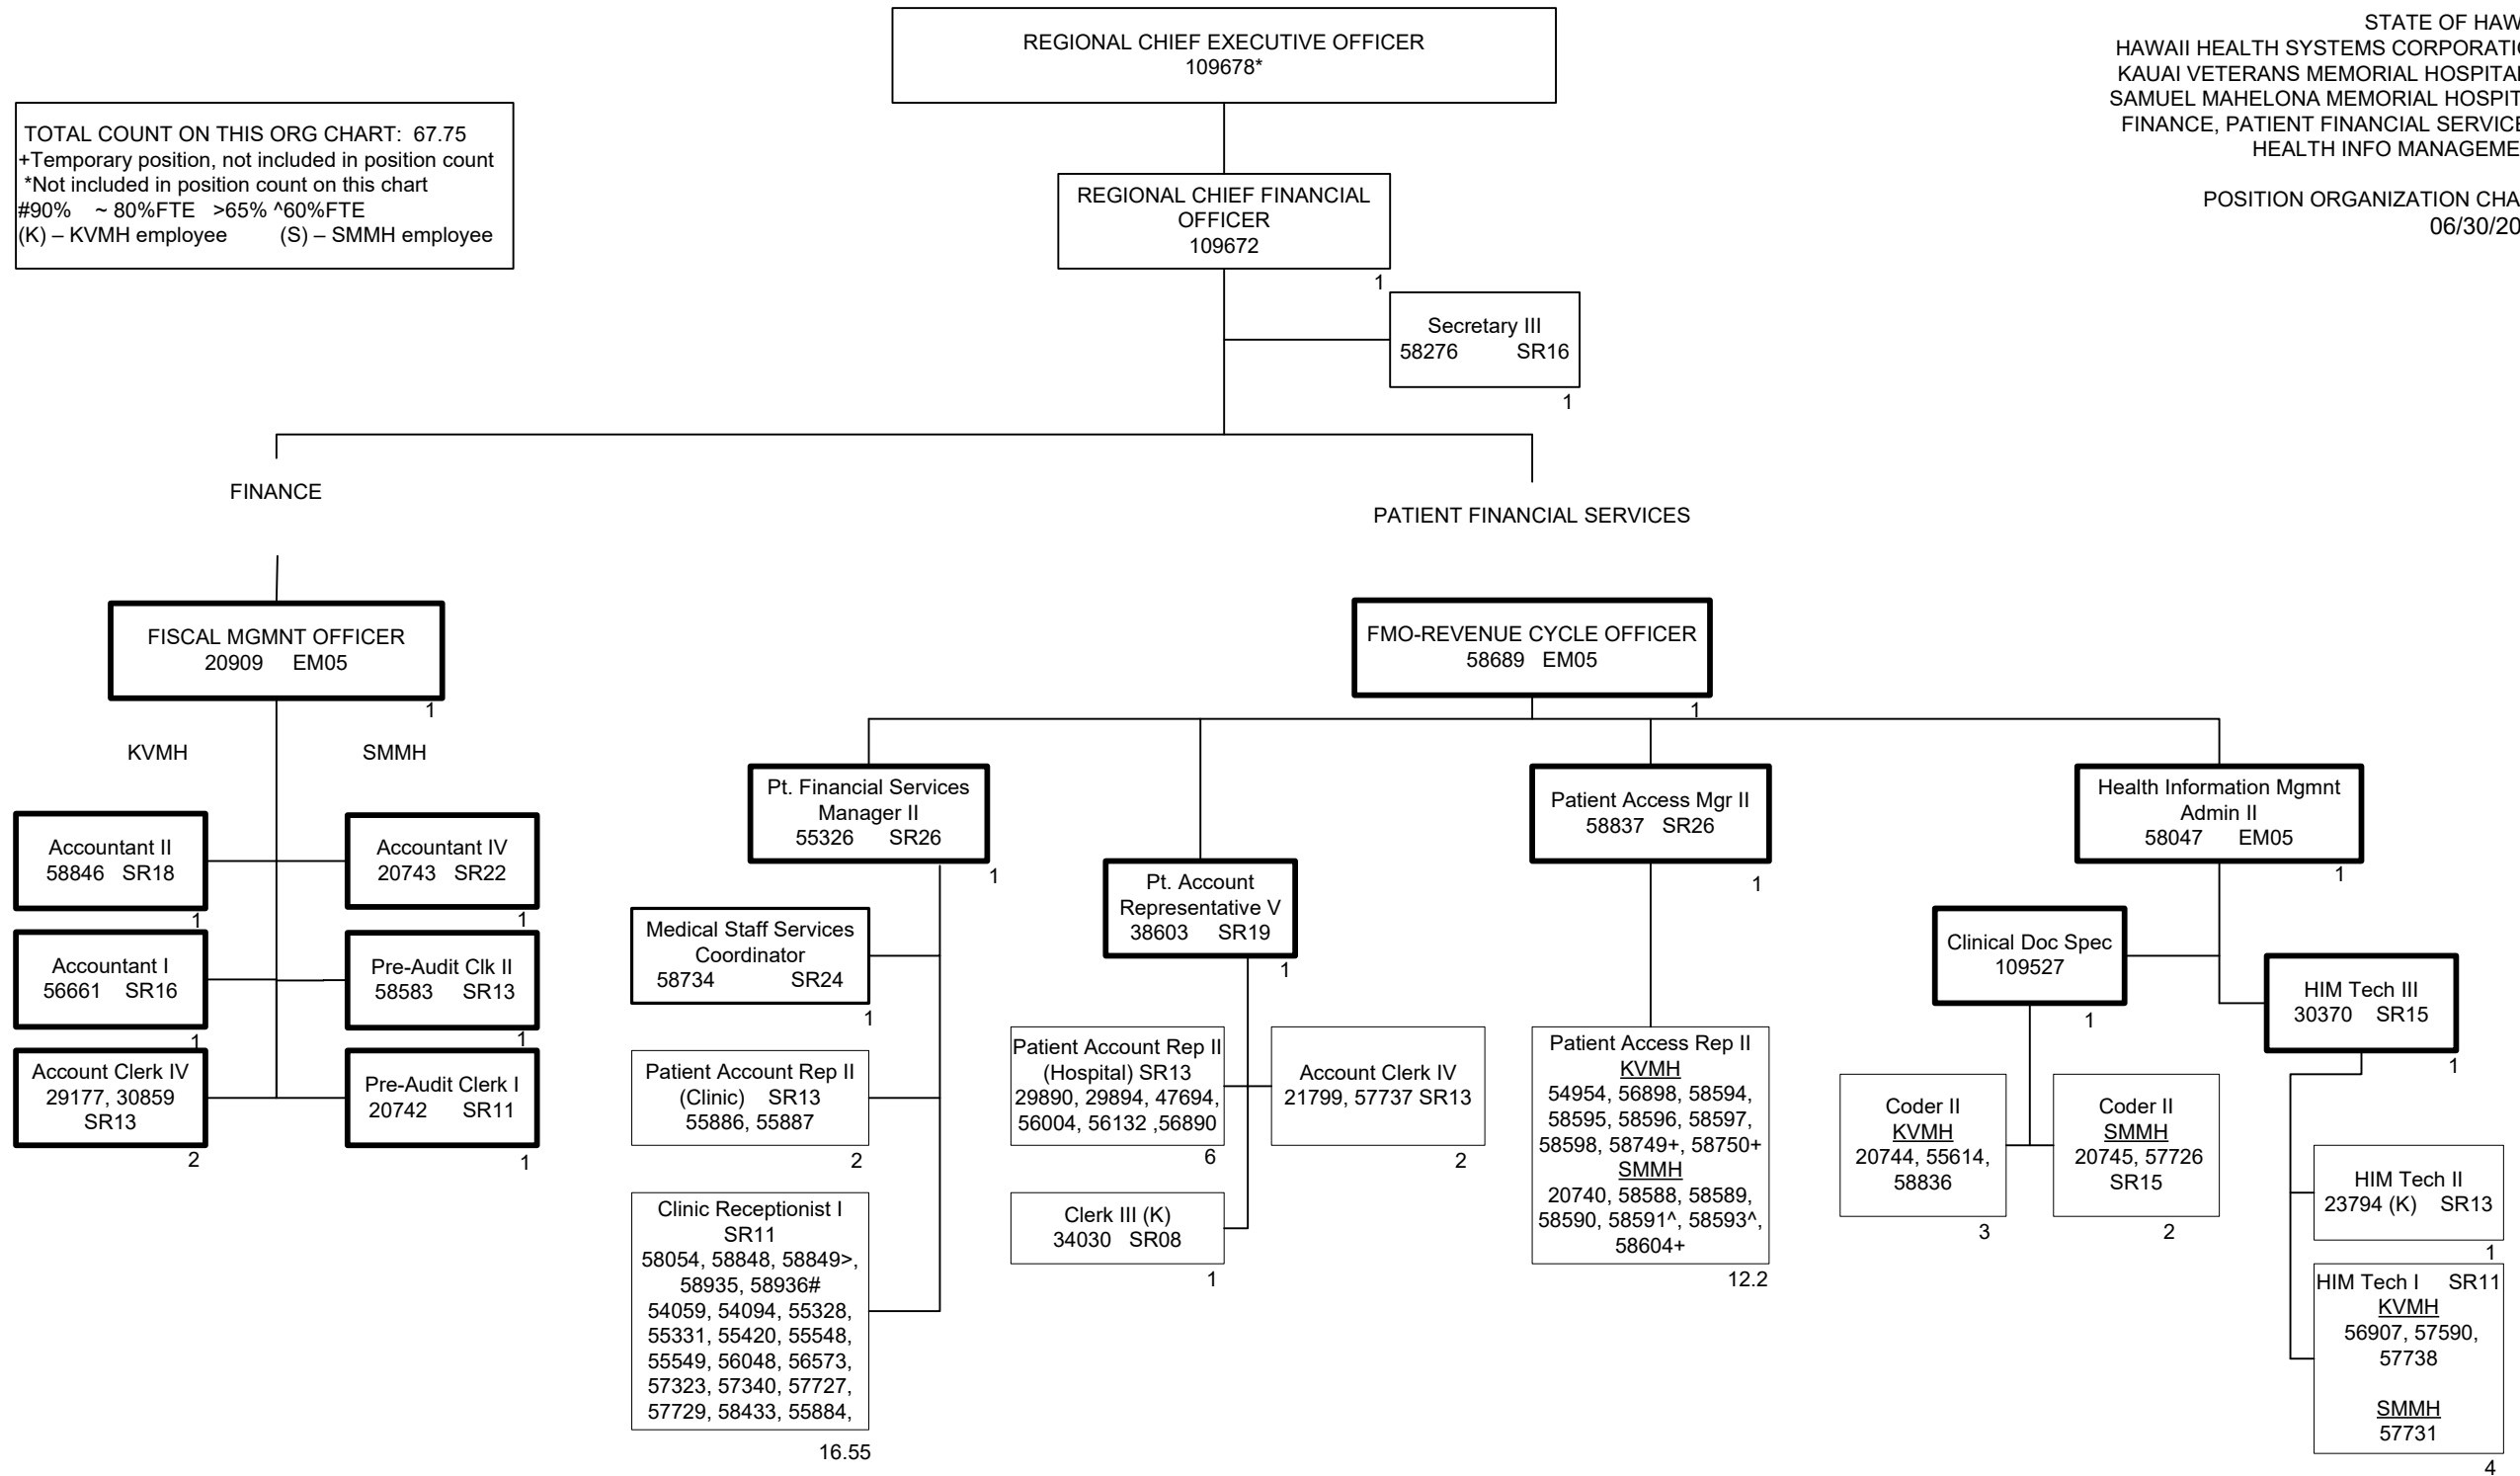 REGIONAL CHIEF EXECUTIVE OFFICER
109678*
STATE OF HAW
HAWAII HEALTH SYSTEMS CORPORATI
KAUAI VETERANS MEMORIAL HOSPITA
SAMUEL MAHELONA MEMORIAL HOSPIT
FINANCE, PATIENT FINANCIAL SERVICE
HEALTH INFO MANAGEME
POSITION ORGANIZATION CHA
06/30/20
TOTAL COUNT ON THIS ORG CHART: 67.75
+Temporary position, not included in position count
*Not included in position count on this chart
#90% ~ 80%FTE >65% ^60%FTE
(K) – KVMH employee (S) – SMMH employee
REGIONAL CHIEF FINANCIAL
OFFICER
109672
1
Secretary III
58276 SR16
1
FINANCE
PATIENT FINANCIAL SERVICES
FISCAL MGMNT OFFICER
20909 EM05
1
KVMH
SMMH
Accountant II
58846 SR18
1
Accountant IV
20743 SR22
1
Accountant I
56661 SR16
1
Pre-Audit Clk II
58583 SR13
1
Account Clerk IV
29177, 30859
SR13
2
Pre-Audit Clerk I
20742 SR11
1
FMO-REVENUE CYCLE OFFICER
58689 EM05
1
Pt. Financial Services
Manager II
55326 SR26
1
Medical Staff Services
Coordinator
58734 SR24
1
Patient Account Rep II
(Clinic) SR13
55886, 55887
2
Clinic Receptionist I
SR11
58054, 58848, 58849>,
58935, 58936#
54059, 54094, 55328,
55331, 55420, 55548,
55549, 56048, 56573,
57323, 57340, 57727,
57729, 58433, 55884,
16.55
Pt. Account
Representative V
38603 SR19
1
Patient Account Rep II
(Hospital) SR13
29890, 29894, 47694,
56004, 56132 ,56890
6
Account Clerk IV
21799, 57737 SR13
2
Clerk III (K)
34030 SR08
1
Patient Access Mgr II
58837 SR26
1
Patient Access Rep II
KVMH
54954, 56898, 58594,
58595, 58596, 58597,
58598, 58749+, 58750+
SMMH
20740, 58588, 58589,
58590, 58591^, 58593^,
58604+
12.2
Health Information Mgmnt
Admin II
58047 EM05
1
Clinical Doc Spec
109527
1
Coder II
KVMH
20744, 55614,
58836
3
Coder II
SMMH
20745, 57726
SR15
2
HIM Tech III
30370 SR15
1
HIM Tech II
23794 (K) SR13
1
HIM Tech I SR11
KVMH
56907, 57590,
57738
SMMH
57731
4